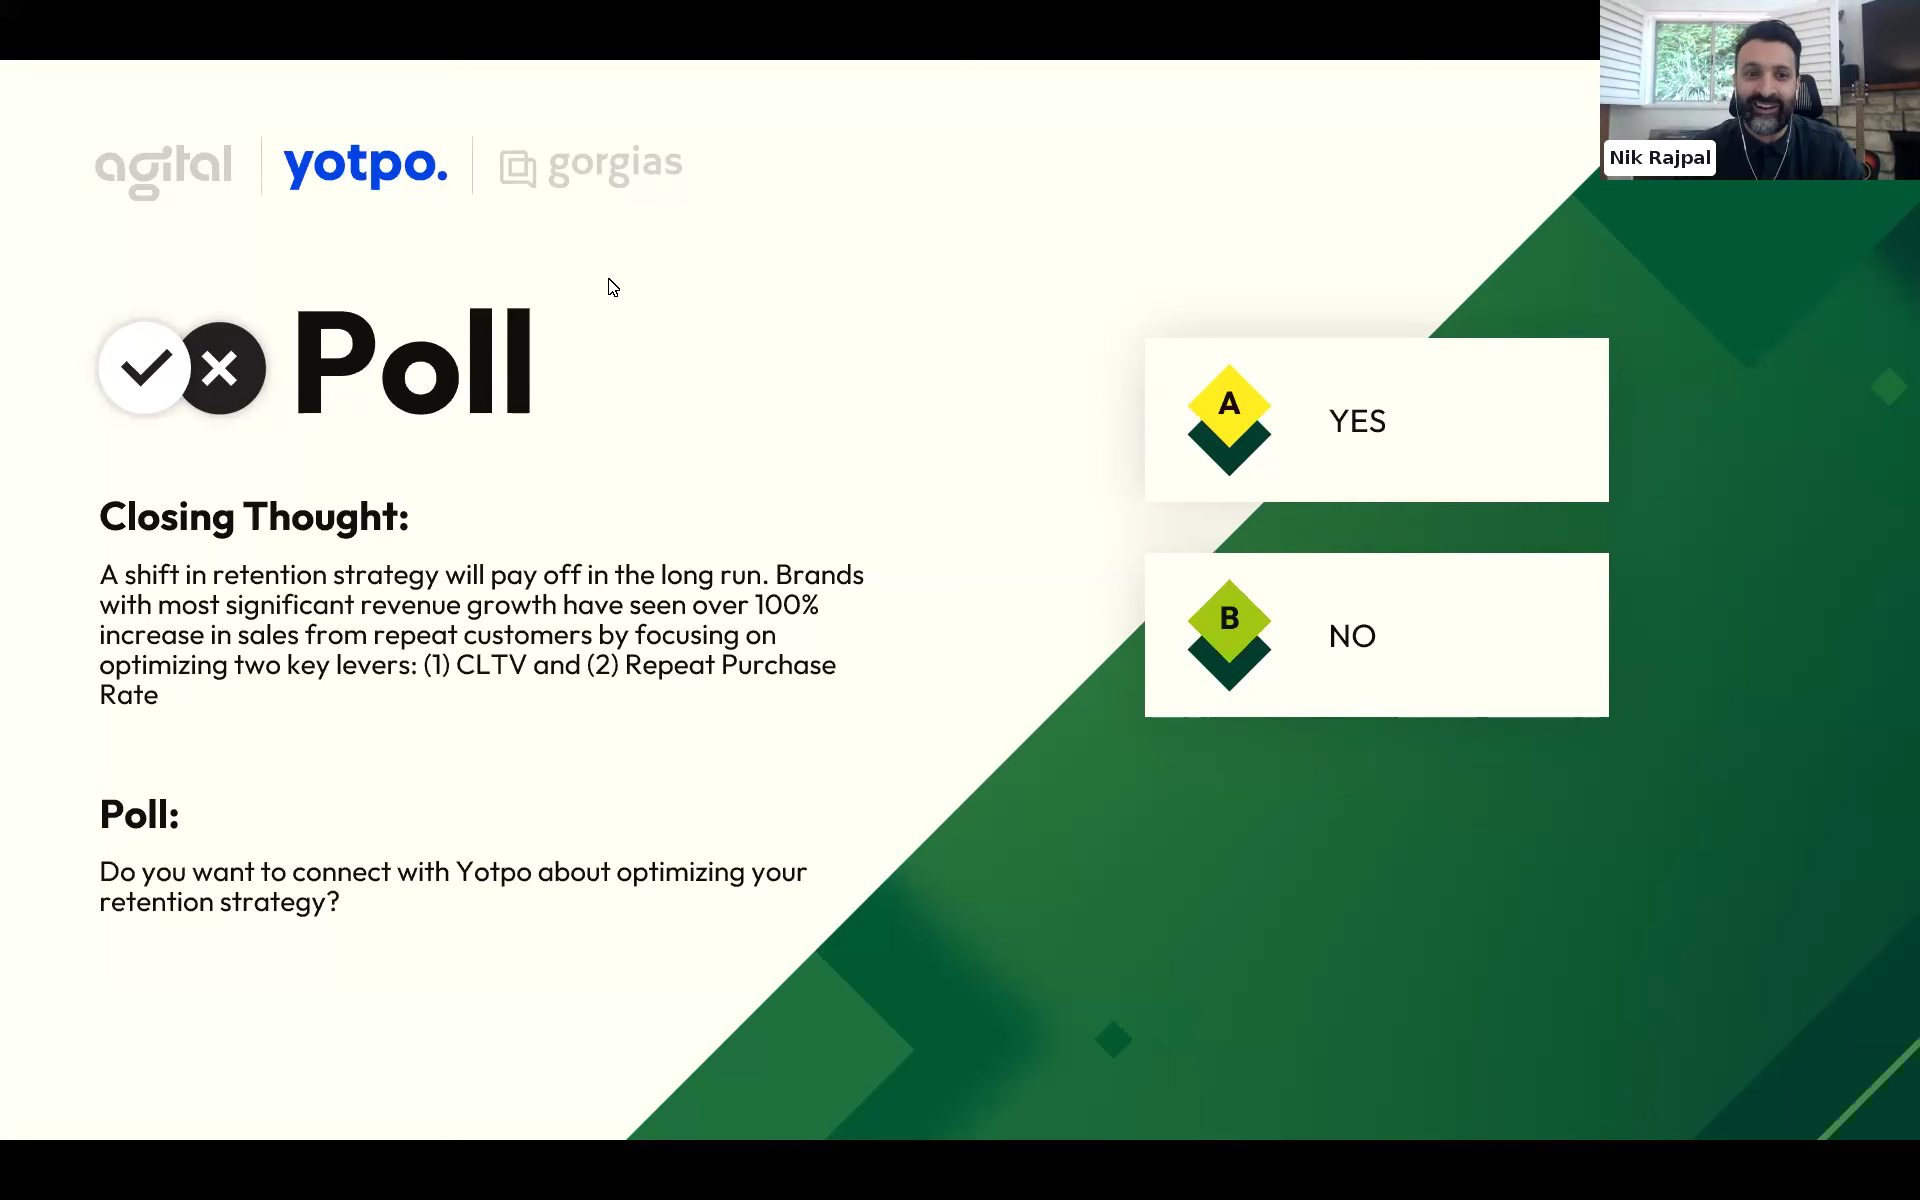 agital
yotpo.
gorgias
Nik Rajpal
Poll
Closing Thought:
A shift in retention strategy will pay off in the long run. Brands
with most significant revenue growth have seen over 100%
increase in sales from repeat customers by focusing on
optimizing two key levers: (1) CLTV and (2) Repeat Purchase
Rate
Poll:
Do you want to connect with Yotpo about optimizing your
retention strategy?
A
YES
B
NO